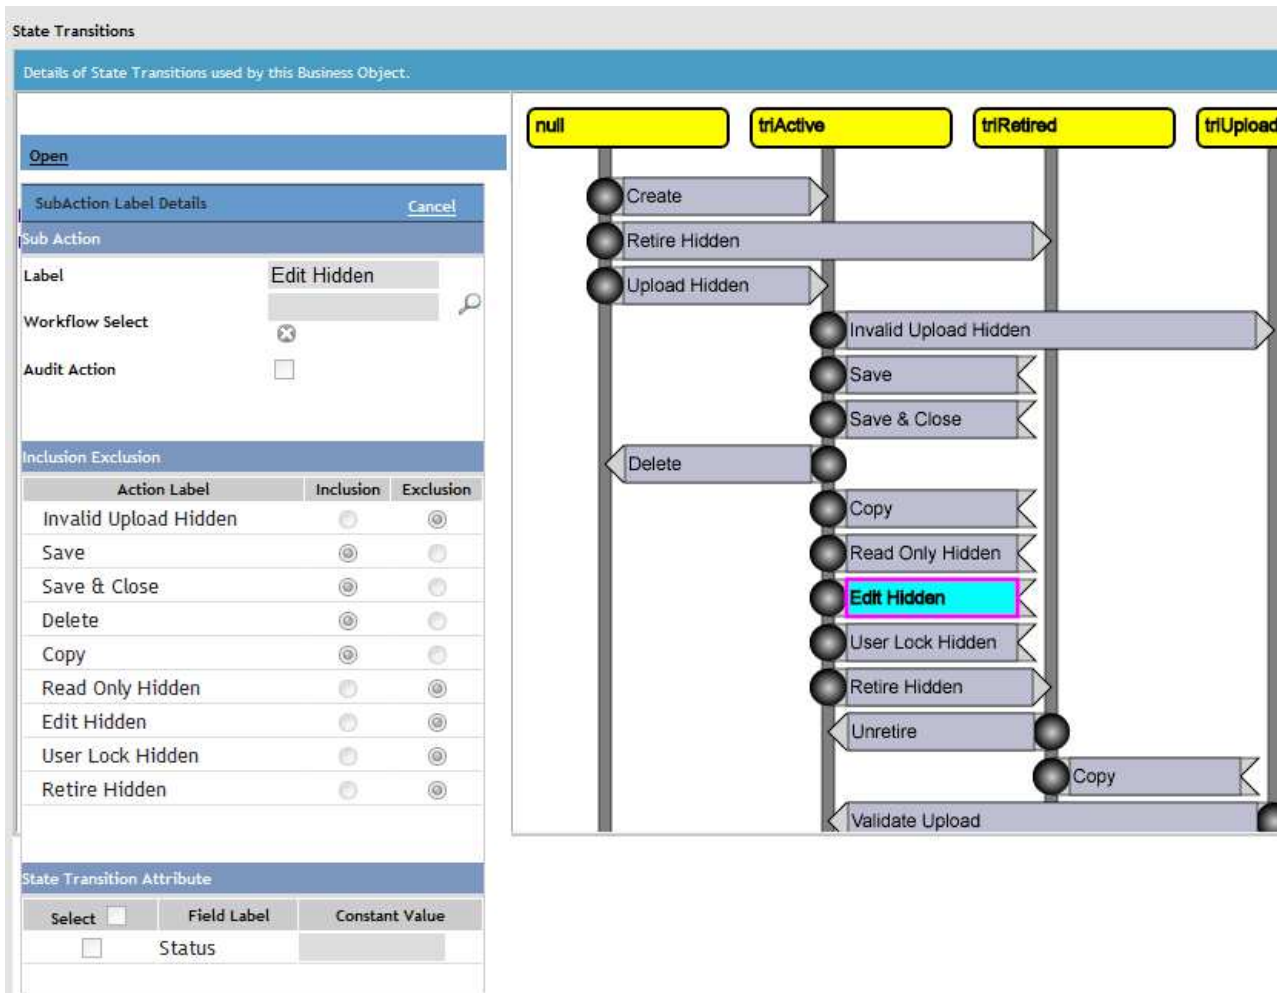 State Transitions
Details of State Transitions used by this Business Object.
Open
SubAction Label Details Cancel
Sub Action
Label Edit Hidden
Workflow Select
Audit Action
Inclusion Exclusion
Action Label Inclusion Exclusion
Invalid Upload Hidden
Save
Save & Close
Delete
Copy
Read Only Hidden
Edit Hidden
User Lock Hidden
Retire Hidden
State Transition Attribute
Select Field Label Constant Value
Status
null triActive triRetired triUpload
Create
Retire Hidden
Upload Hidden
Invalid Upload Hidden
Save
Save & Close
Delete
Copy
Read Only Hidden
Edit Hidden
User Lock Hidden
Retire Hidden
Unretire
Copy
Validate Upload